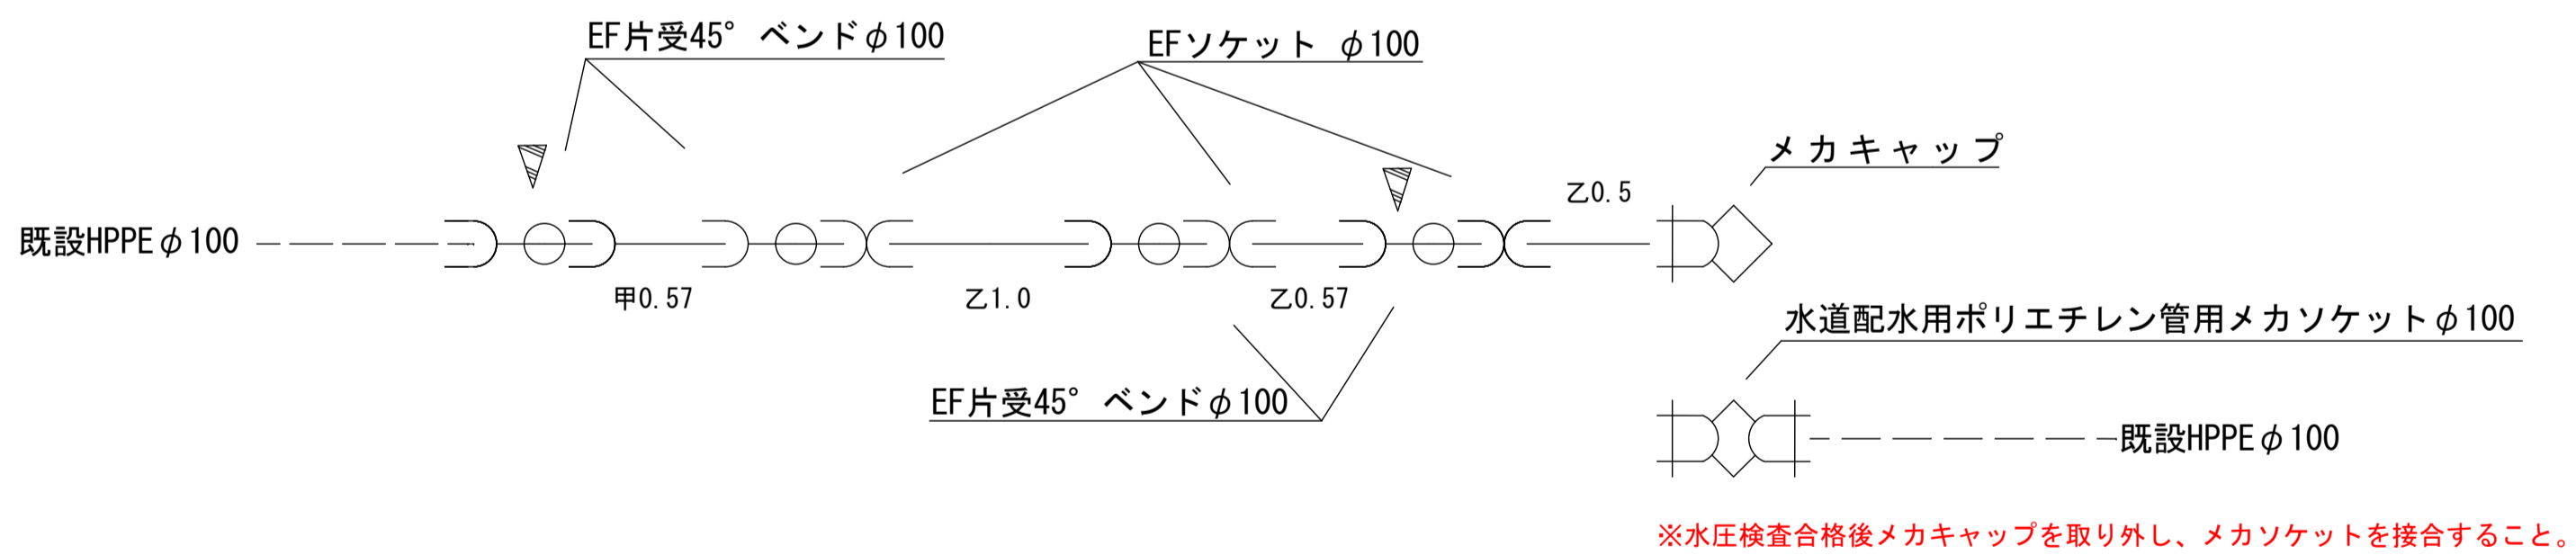 EF片受45°ベンドφ100
EFソケット φ100
メカキャップ
乙0.5
既設HPPEφ100
甲0.57
乙1.0
乙0.57
水道配水用ポリエチレン管用メカソケットφ100
EF片受45°ベンドφ100
既設HPPEφ100
※水圧検査合格後メカキャップを取り外し、メカソケットを接合すること。